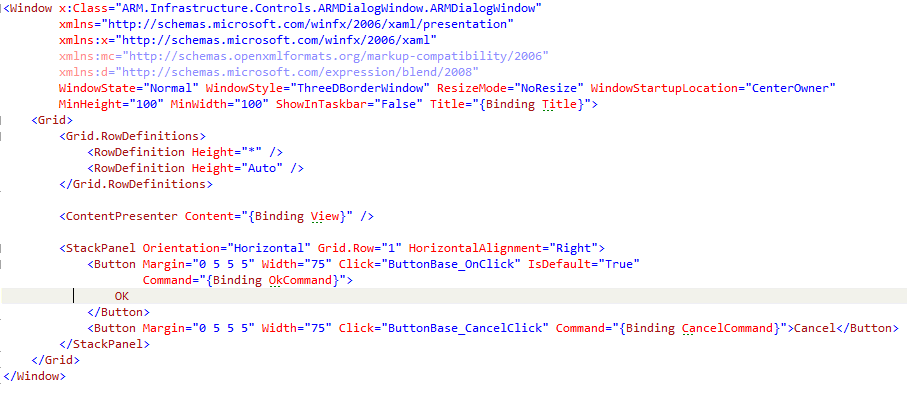 <Window x:Class="ARM.Infrastructure.Controls.ARMDialogWindow.ARMDialogWindow"
        xmlns="http://schemas.microsoft.com/winfx/2006/xaml/presentation"
        xmlns:x="http://schemas.microsoft.com/winfx/2006/xaml"
        xmlns:mc="http://schemas.openxmlformats.org/markup-compatibility/2006"
        xmlns:d="http://schemas.microsoft.com/expression/blend/2008"
        WindowState="Normal" WindowStyle="ThreeDBorderWindow" ResizeMode="NoResize" WindowStartupLocation="CenterOwner"
        MinHeight="100" MinWidth="100" ShowInTaskbar="False" Title="{Binding Title}">
    <Grid>
        <Grid.RowDefinitions>
            <RowDefinition Height="*" />
            <RowDefinition Height="Auto" />
        </Grid.RowDefinitions>

        <ContentPresenter Content="{Binding View}" />

        <StackPanel Orientation="Horizontal" Grid.Row="1" HorizontalAlignment="Right">
            <Button Margin="0 5 5 5" Width="75" Click="ButtonBase_OnClick" IsDefault="True"
                    Command="{Binding OkCommand}">
                OK
            </Button>
            <Button Margin="0 5 5 5" Width="75" Click="ButtonBase_CancelClick" Command="{Binding CancelCommand}">Cancel</Button>
        </StackPanel>
    </Grid>
</Window>